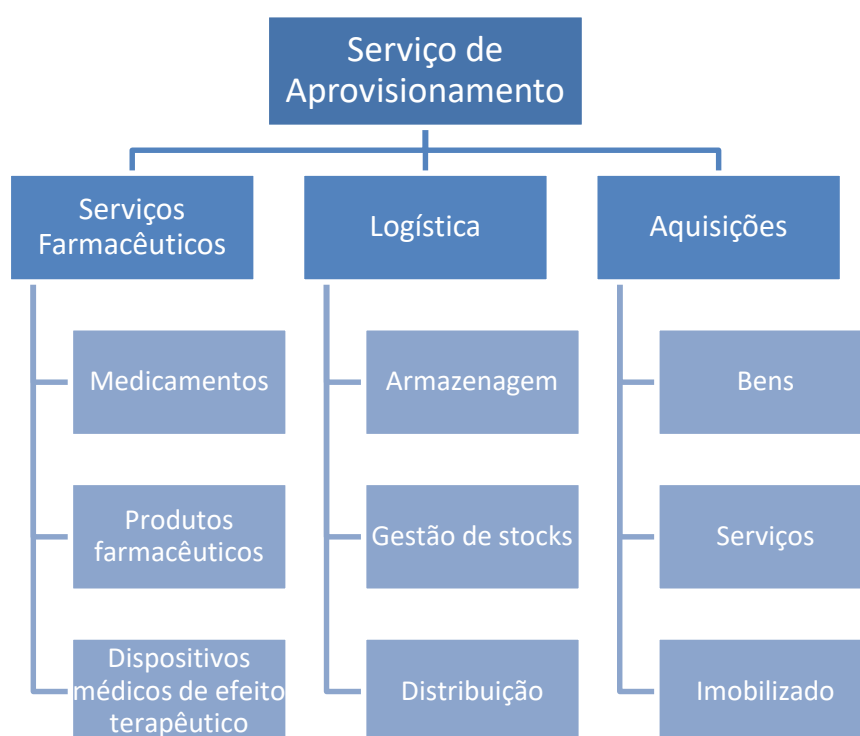 Serviço de
Aprovisionamento
Serviços
Farmacêuticos
Logística
Aquisições
Medicamentos
Armazenagem
Bens
Produtos
farmacêuticos
Gestão de stocks
Serviços
Dispositivos
médicos de efeito
terapêutico
Distribuição
Imobilizado